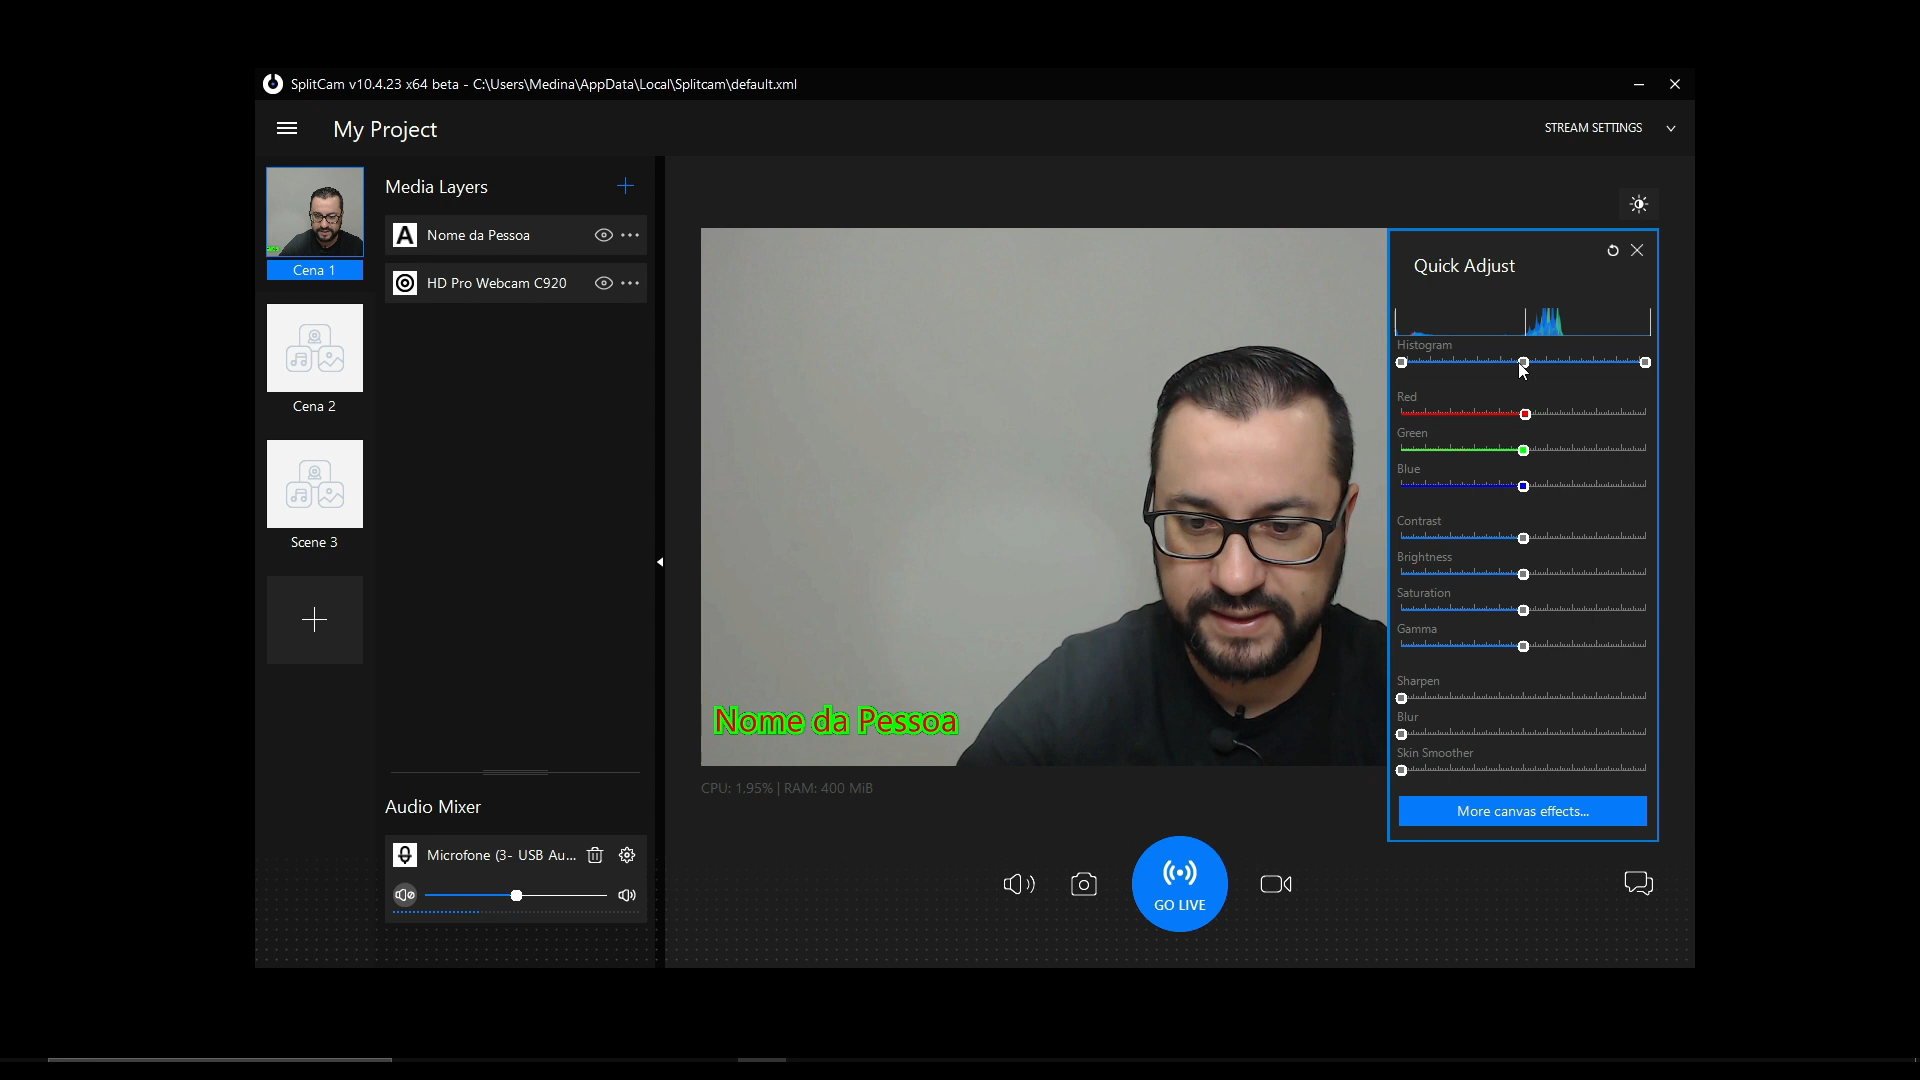 SplitCam v10.4.23 x64 beta - C:\Users\Medina\AppData\Local\Splitcam\default.xml
My Project
STREAM SETTINGS
Cena 1
Cena 2
Scene 3
Media Layers
Nome da Pessoa
HD Pro Webcam C920
Audio Mixer
Microfone (3- USB Au...
Nome da Pessoa
CPU: 1,95% | RAM: 400 MiB
GO LIVE
Quick Adjust
Histogram
Red
Green
Blue
Contrast
Brightness
Saturation
Gamma
Sharpen
Blur
Skin Smoother
More canvas effects...